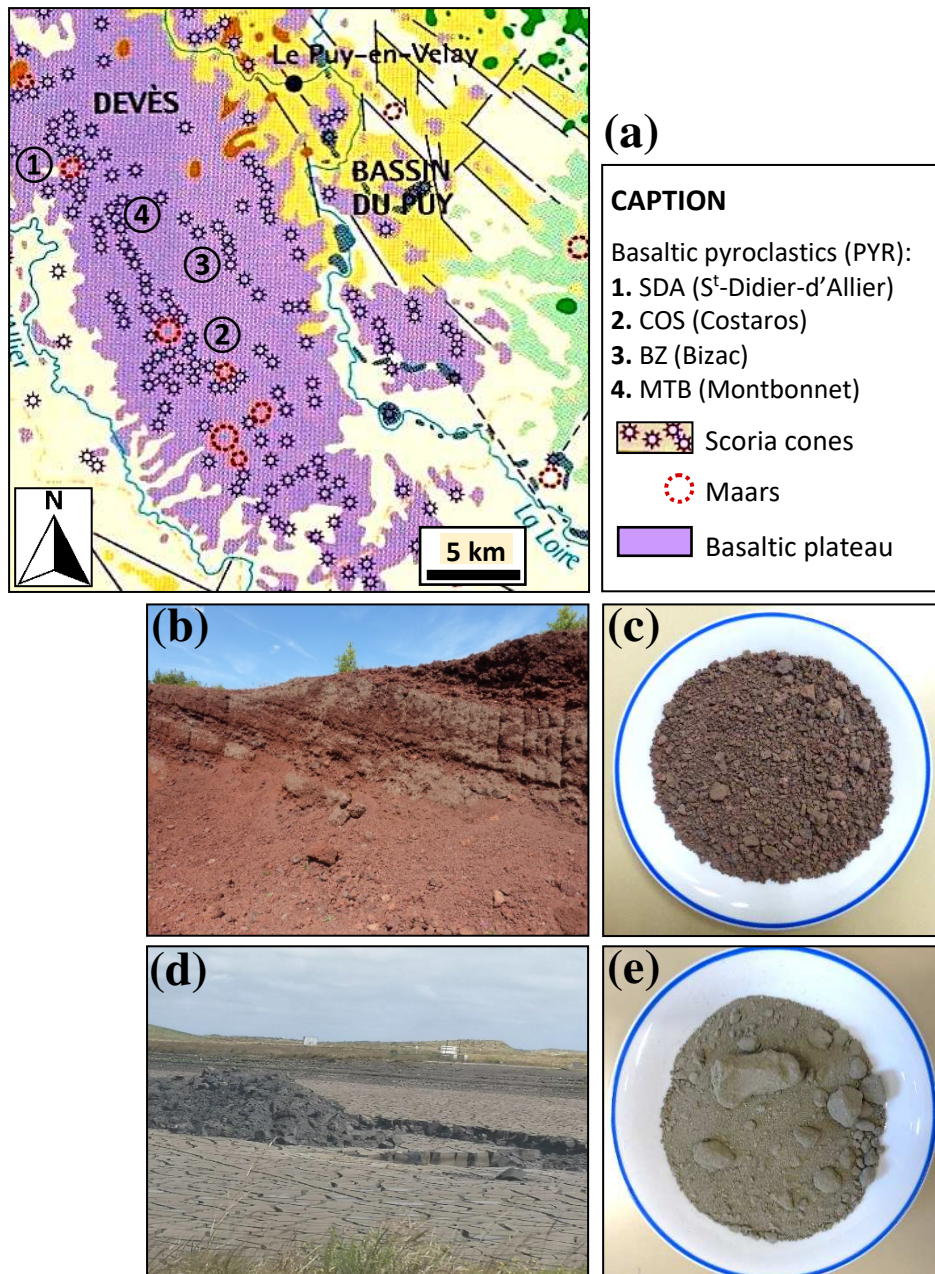 Le Puy-en-Velay
DEVÈS
(a)
1
BASSIN
DU PUY
4
3
2
Allier
N
5 km
La Loire
CAPTION
Basaltic pyroclastics (PYR):
1. SDA (Sᵗ-Didier-d’Allier)
2. COS (Costaros)
3. BZ (Bizac)
4. MTB (Montbonnet)
Scoria cones
Maars
Basaltic plateau
(b)
(c)
(d)
(e)